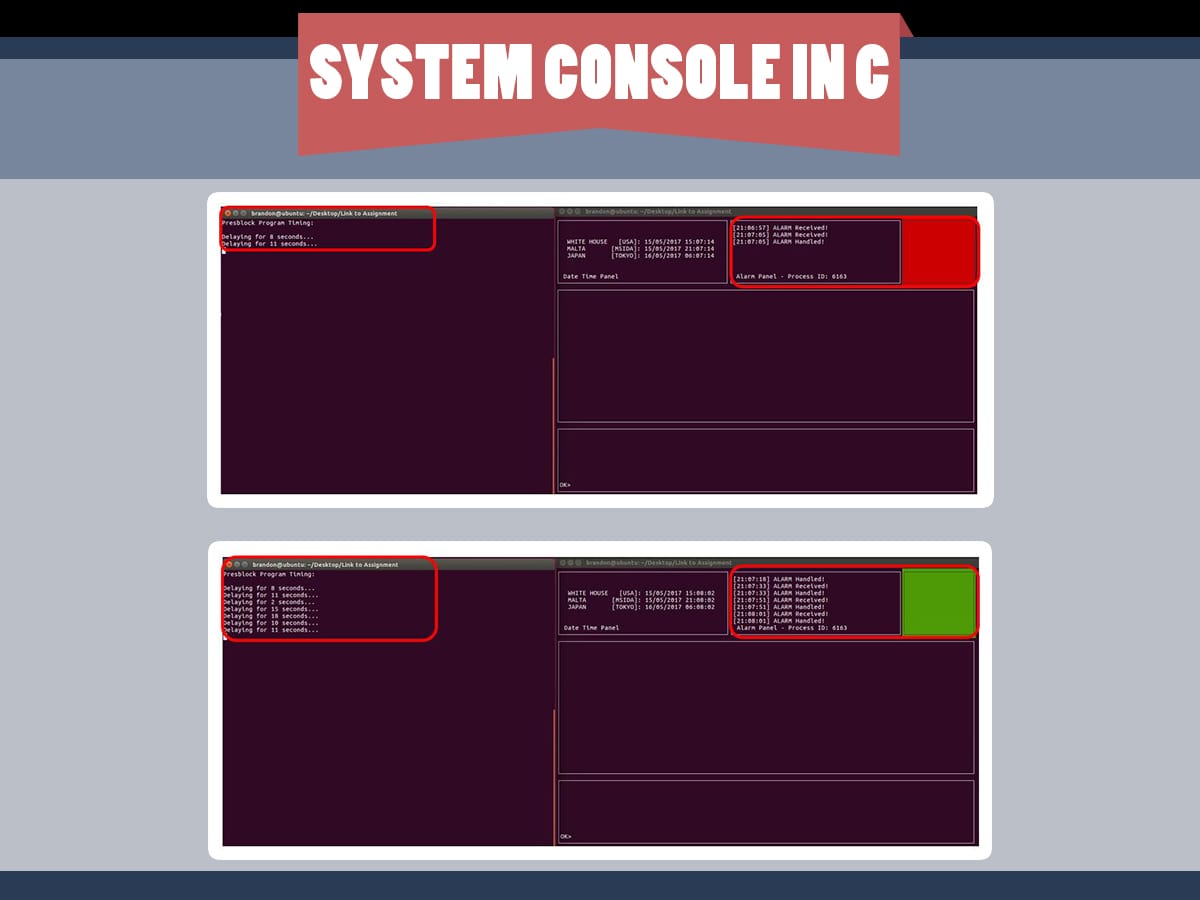 SYSTEM CONSOLE IN C
brandon@ubuntu: ~/Desktop/Link to Assignment
Presblock Program Timing:
Delaying for 8 seconds...
Delaying for 11 seconds...
brandon@ubuntu: ~/Desktop/Link to Assignment
WHITE HOUSE [USA]: 15/05/2017 15:07:14
MALTA [MSIDA]: 15/05/2017 21:07:14
JAPAN [TOKYO]: 16/05/2017 06:07:14
Date Time Panel
[21:06:57] ALARM Received!
[21:07:05] ALARM Received!
[21:07:05] ALARM Handled!
Alarm Panel - Process ID: 6163
OK>
brandon@ubuntu: ~/Desktop/Link to Assignment
Presblock Program Timing:
Delaying for 8 seconds...
Delaying for 11 seconds...
Delaying for 2 seconds...
Delaying for 15 seconds...
Delaying for 18 seconds...
Delaying for 10 seconds...
Delaying for 11 seconds...
brandon@ubuntu: ~/Desktop/Link to Assignment
WHITE HOUSE [USA]: 15/05/2017 15:08:02
MALTA [MSIDA]: 15/05/2017 21:08:02
JAPAN [TOKYO]: 16/05/2017 06:08:02
Date Time Panel
[21:07:18] ALARM Handled!
[21:07:33] ALARM Received!
[21:07:33] ALARM Handled!
[21:07:51] ALARM Received!
[21:07:51] ALARM Handled!
[21:08:01] ALARM Received!
[21:08:01] ALARM Handled!
Alarm Panel - Process ID: 6163
OK>